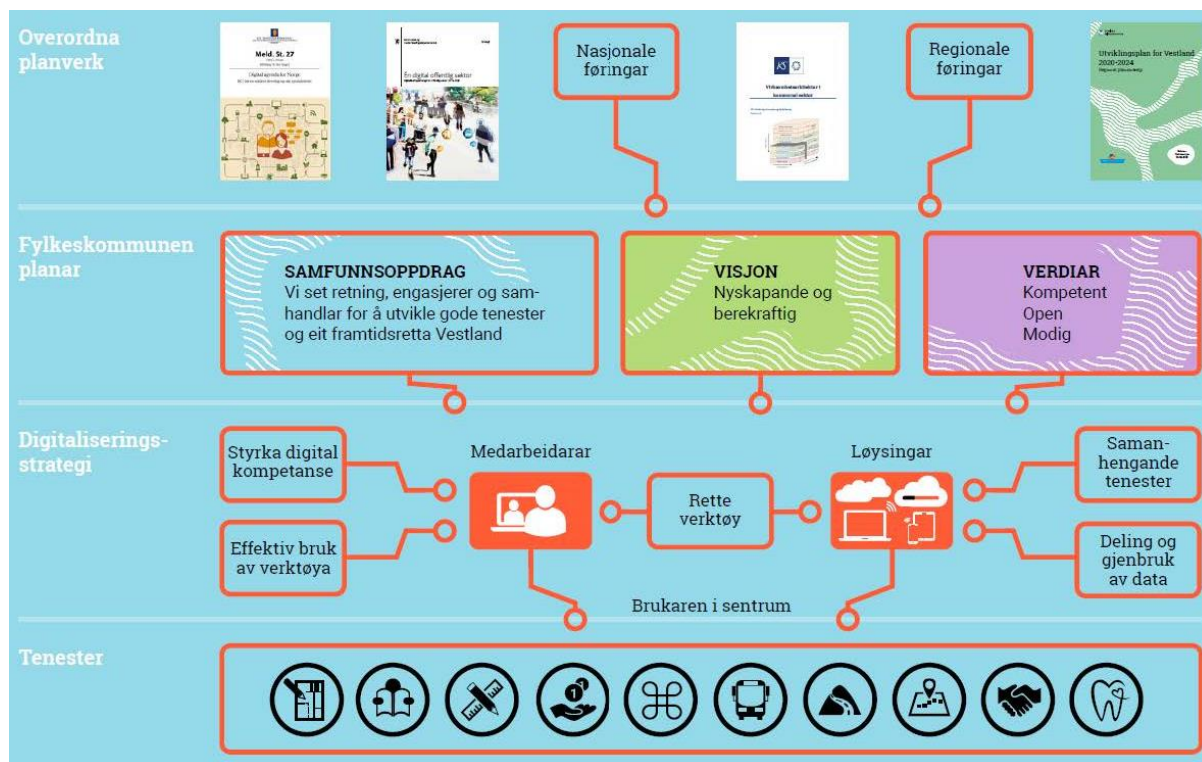 Overordna
planverk
Meld. St. 27
Digital agenda for Norge
Én digital offentlig sektor
Nasjonale
føringar
Virksomhetsarkitektur i
kommunal sektor
Regionale
føringar
Utviklingsplan for Vestland
2020-2024
Fylkeskommunen
planar
SAMFUNNSOPPDRAG
Vi set retning, engasjerer og sam-
handlar for å utvikle gode tenester
og eit framtidsretta Vestland
VISJON
Nyskapande og
berekraftig
VERDIAR
Kompetent
Open
Modig
Digitaliserings-
strategi
Styrka digital
kompetanse
Effektiv bruk
av verktøya
Medarbeidarar
Rette
verktøy
Løysingar
Saman-
hengande
tenester
Deling og
gjenbruk
av data
Brukaren i sentrum
Tenester